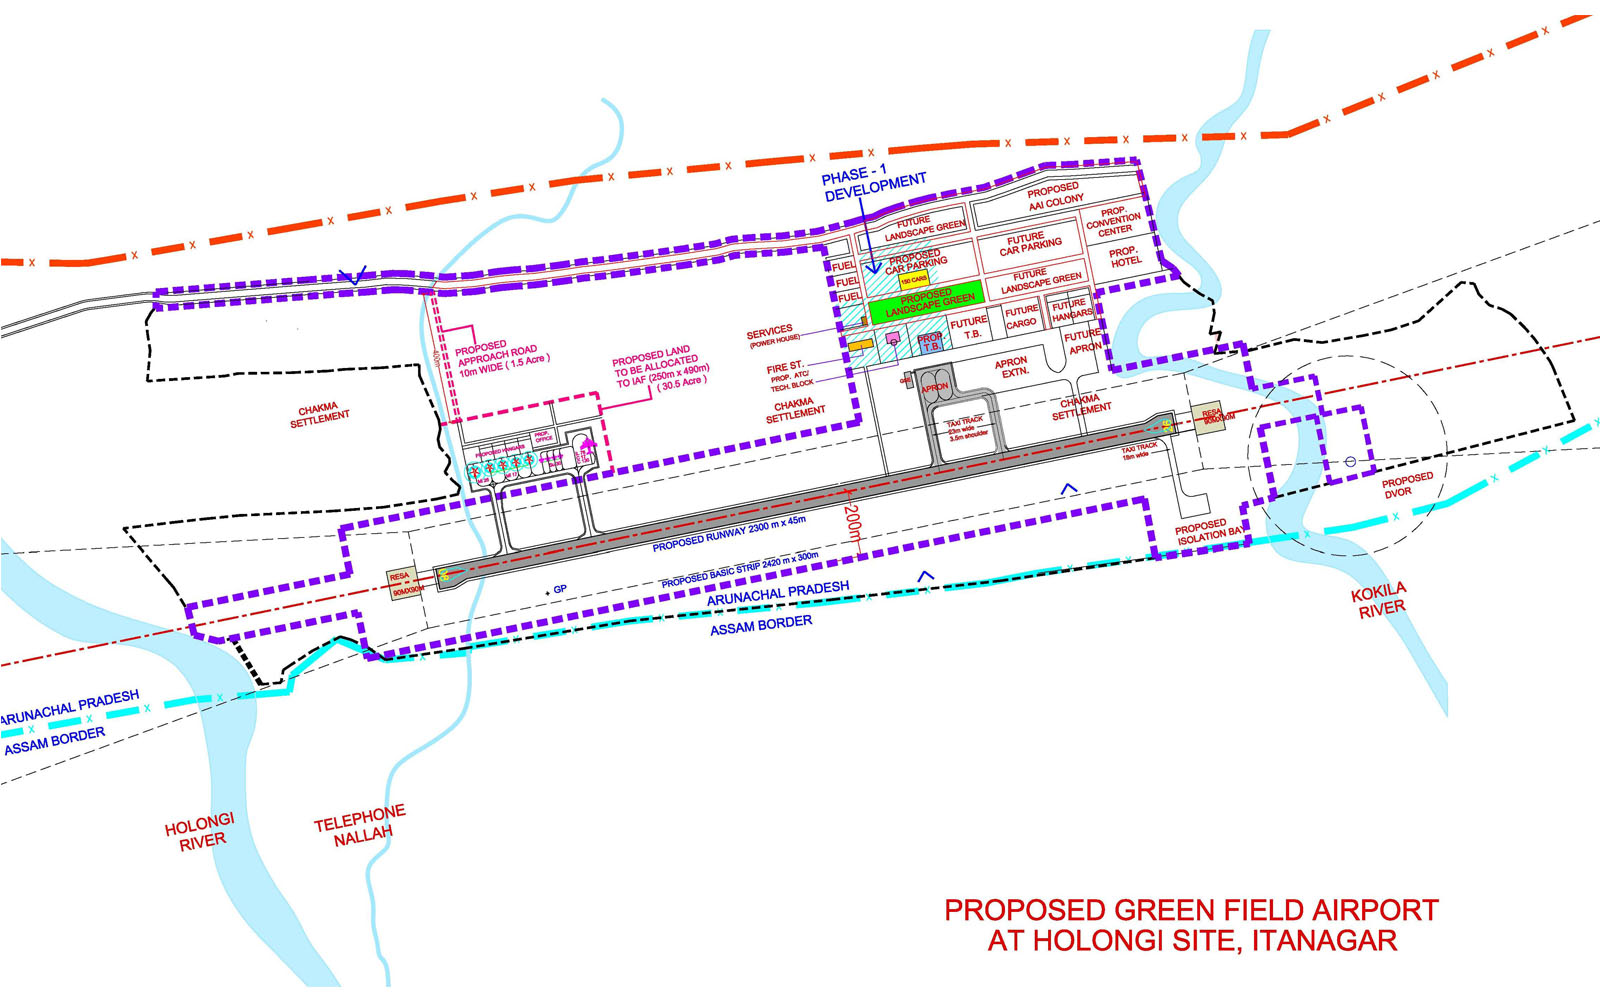 PHASE - 1
DEVELOPMENT
PROPOSED
AAI COLONY
FUTURE
LANDSCAPE GREEN
PROP.
CONVENTION
CENTER
FUTURE
CAR PARKING
PROP.
HOTEL
FUEL
FUEL
FUEL
PROPOSED
CAR PARKING
150 CARS
FUTURE
LANDSCAPE GREEN
PROPOSED
LANDSCAPE GREEN
SERVICES
(POWER HOUSE)
FIRE ST.
PROP. ATC/
TECH. BLOCK
PROP.
T.B.
FUTURE
T.B.
FUTURE
CARGO
FUTURE
HANGARS
FUTURE
APRON
APRON
EXTN.
GSE
APRON
CHAKMA
SETTLEMENT
CHAKMA
SETTLEMENT
CHAKMA
SETTLEMENT
TAXI TRACK
23m wide
3.5m shoulder
TAXI TRACK
18m wide
RESA
90MX90M
400m
PROPOSED
APPROACH ROAD
10m WIDE ( 1.5 Acre )
PROPOSED LAND
TO BE ALLOCATED
TO IAF (250m x 490m)
( 30.5 Acre )
PROPOSED HANGARS
PROP.
OFFICE
MI 26
MI 17
PROPOSED
DVOR
PROPOSED
ISOLATION BAY
200m
PROPOSED RUNWAY 2300 m x 45m
PROPOSED BASIC STRIP 2420 m x 300m
GP
RESA
90MX90M
ARUNACHAL PRADESH
ASSAM BORDER
KOKILA
RIVER
ARUNACHAL PRADESH
ASSAM BORDER
HOLONGI
RIVER
TELEPHONE
NALLAH
PROPOSED GREEN FIELD AIRPORT
AT HOLONGI SITE, ITANAGAR